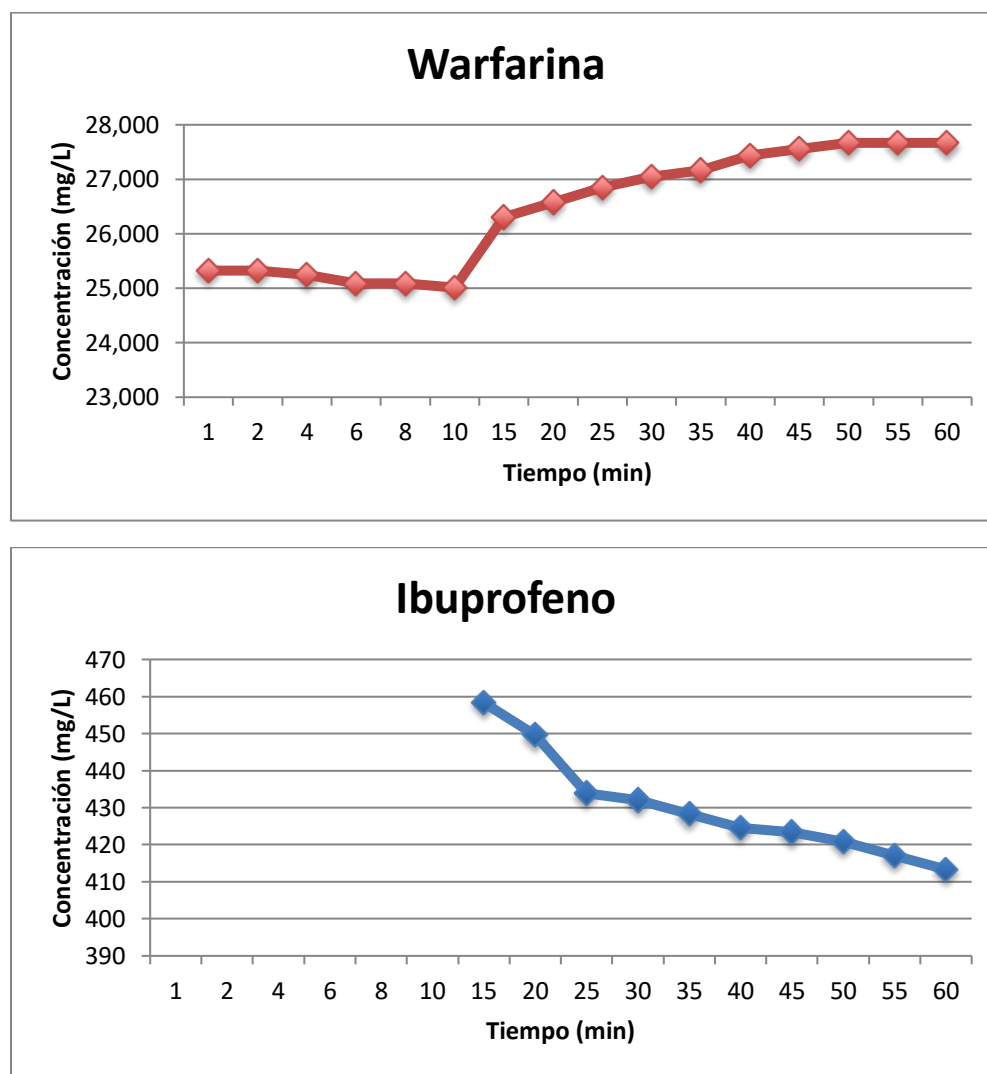 Warfarina
Concentración (mg/L)
28,000
27,000
26,000
25,000
24,000
23,000
1 2 4 6 8 10 15 20 25 30 35 40 45 50 55 60
Tiempo (min)
Ibuprofeno
Concentración (mg/L)
470
460
450
440
430
420
410
400
390
1 2 4 6 8 10 15 20 25 30 35 40 45 50 55 60
Tiempo (min)